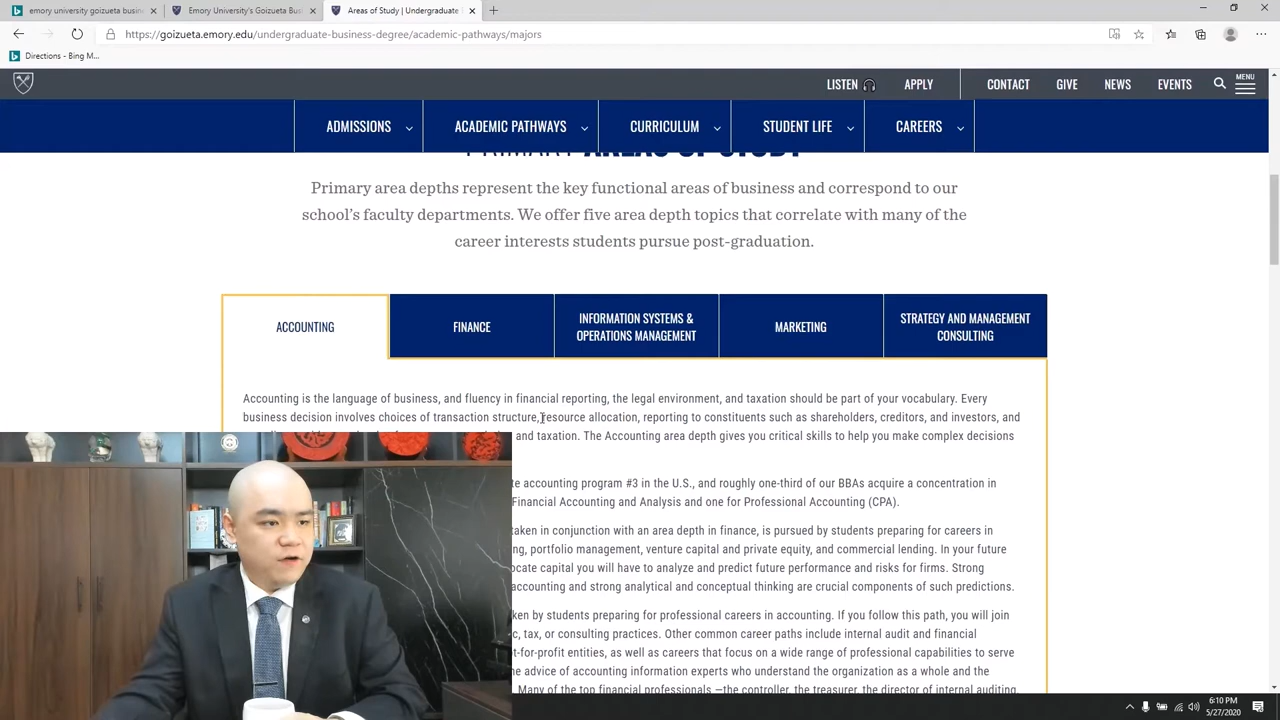 emory university goizueta busine
Emory University's Goizueta Busi
Areas of Study | Undergraduate
https://goizueta.emory.edu/undergraduate-business-degree/academic-pathways/majors
Directions - Bing M...
LISTEN APPLY CONTACT GIVE NEWS EVENTS MENU
ADMISSIONS ACADEMIC PATHWAYS CURRICULUM STUDENT LIFE CAREERS
PRIMARY AREAS OF STUDY
Primary area depths represent the key functional areas of business and correspond to our
school's faculty departments. We offer five area depth topics that correlate with many of the
career interests students pursue post-graduation.
ACCOUNTING
FINANCE
INFORMATION SYSTEMS &
OPERATIONS MANAGEMENT
MARKETING
STRATEGY AND MANAGEMENT
CONSULTING
Accounting is the language of business, and fluency in financial reporting, the legal environment, and taxation should be part of your vocabulary. Every
business decision involves choices of transaction structure, resource allocation, reporting to constituents such as shareholders, creditors, and investors, and
and taxation. The Accounting area depth gives you critical skills to help you make complex decisions
te accounting program #3 in the U.S., and roughly one-third of our BBAs acquire a concentration in
Financial Accounting and Analysis and one for Professional Accounting (CPA).
taken in conjunction with an area depth in finance, is pursued by students preparing for careers in
ng, portfolio management, venture capital and private equity, and commercial lending. In your future
ocate capital you will have to analyze and predict future performance and risks for firms. Strong
accounting and strong analytical and conceptual thinking are crucial components of such predictions.
ken by students preparing for professional careers in accounting. If you follow this path, you will join
c, tax, or consulting practices. Other common career paths include internal audit and financial
t-for-profit entities, as well as careers that focus on a wide range of professional capabilities to serve
he advice of accounting information experts who understand the organization as a whole and the
. Many of the top financial professionals —the controller, the treasurer, the director of internal auditing,
6:10 PM
5/27/2020